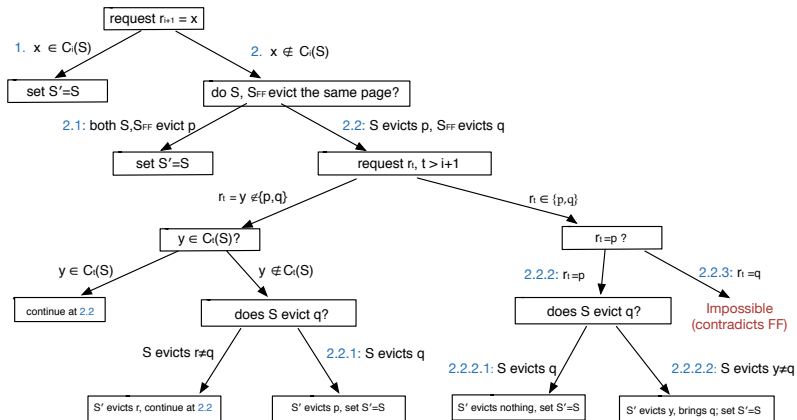 request rᵢ₊₁ = x
1. x ∈ Cᵢ(S)
2. x ∉ Cᵢ(S)
set S′=S
do S, SFF evict the same page?
2.1: both S,SFF evict p
2.2: S evicts p, SFF evicts q
set S′=S
request rₜ, t > i+1
rₜ = y ∉{p,q}
rₜ ∈ {p,q}
y ∈ Cₜ(S)?
rₜ=p ?
y ∈ Cₜ(S)
y ∉Cₜ(S)
2.2.2: rₜ=p
2.2.3: rₜ=q
continue at 2.2
does S evict q?
does S evict q?
Impossible
(contradicts FF)
S evicts r≠q
2.2.1: S evicts q
2.2.2.1: S evicts q
2.2.2.2: S evicts y≠q
S′ evicts r, continue at 2.2
S′ evicts p, set S′=S
S′ evicts nothing, set S′=S
S′ evicts y, brings q; set S′=S